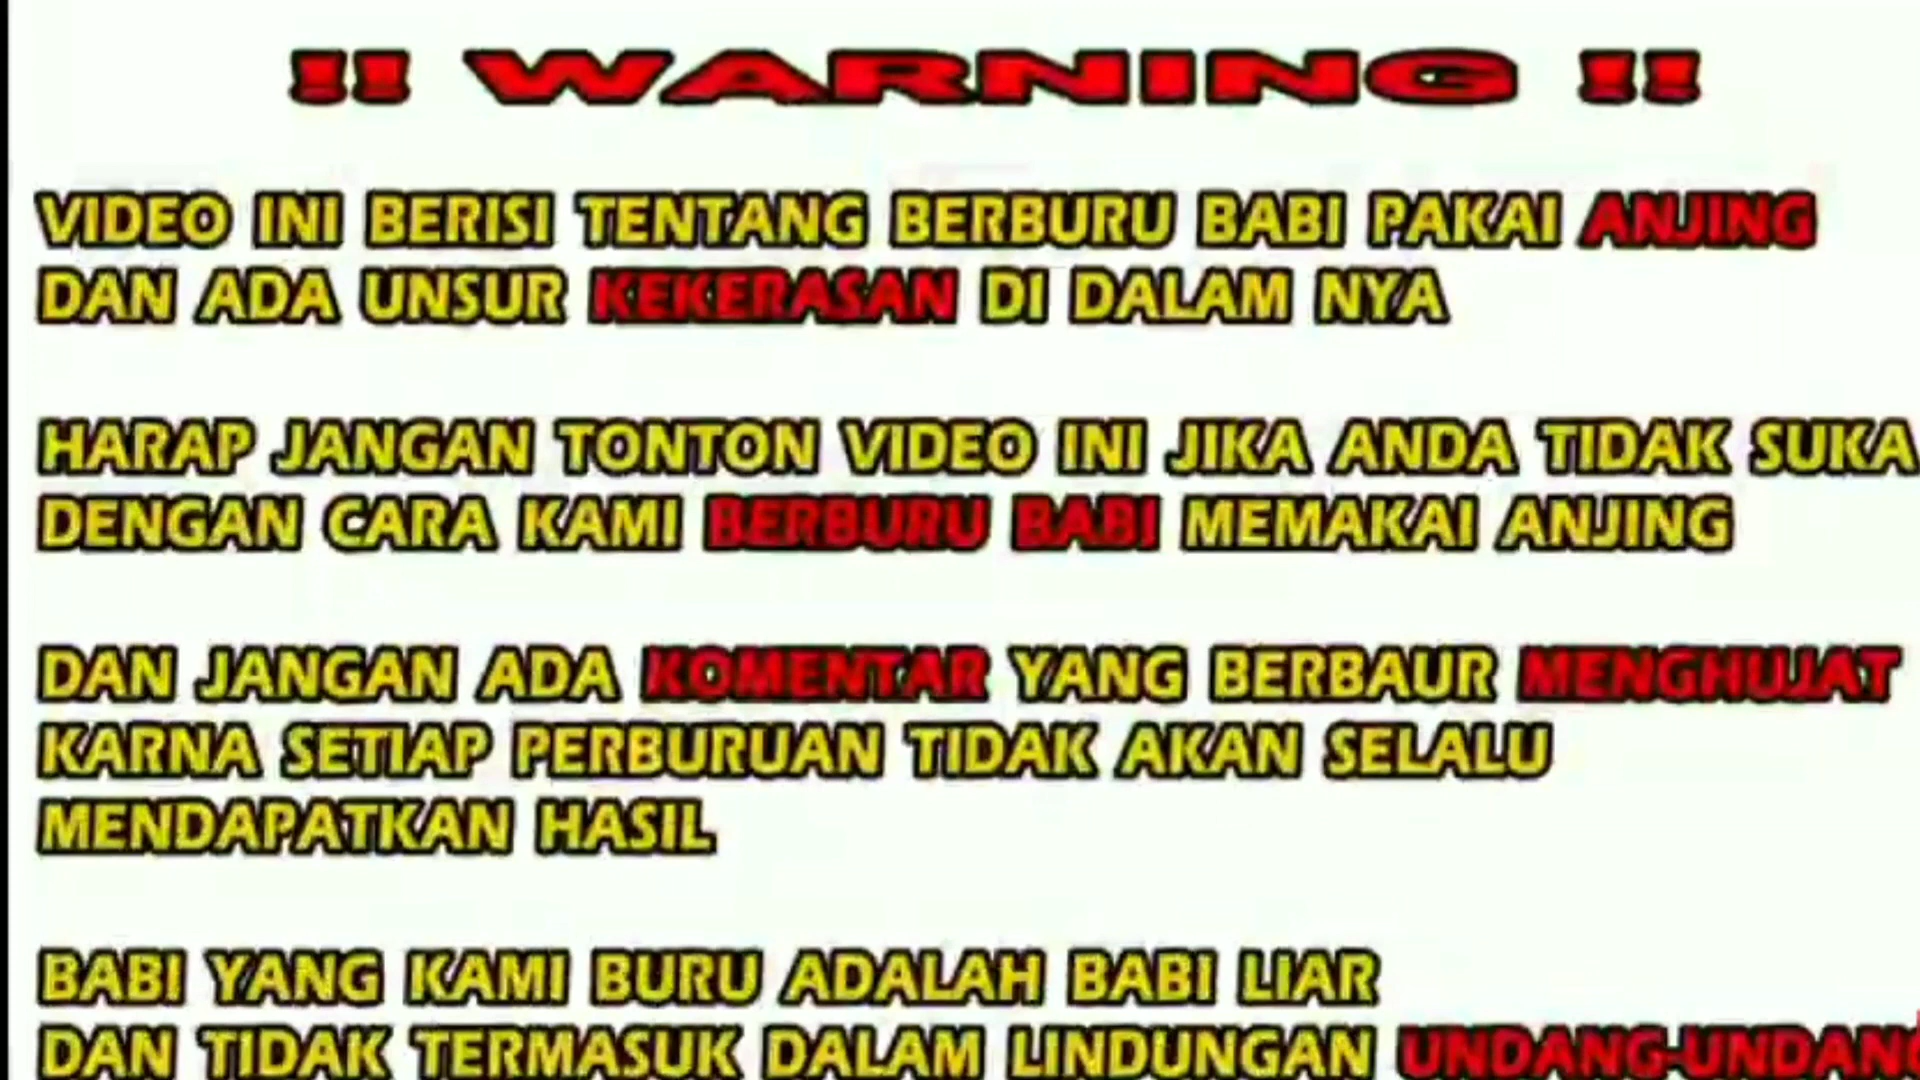 !! WARNING !!
VIDEO INI BERISI TENTANG BERBURU BABI PAKAI ANJING
DAN ADA UNSUR KEKERASAN DI DALAM NYA
HARAP JANGAN TONTON VIDEO INI JIKA ANDA TIDAK SUKA
DENGAN CARA KAMI BERBURU BABI MEMAKAI ANJING
DAN JANGAN ADA KOMENTAR YANG BERBAUR MENGHUJAT
KARNA SETIAP PERBURUAN TIDAK AKAN SELALU
MENDAPATKAN HASIL
BABI YANG KAMI BURU ADALAH BABI LIAR
DAN TIDAK TERMASUK DALAM LINDUNGAN UNDANG-UNDANG